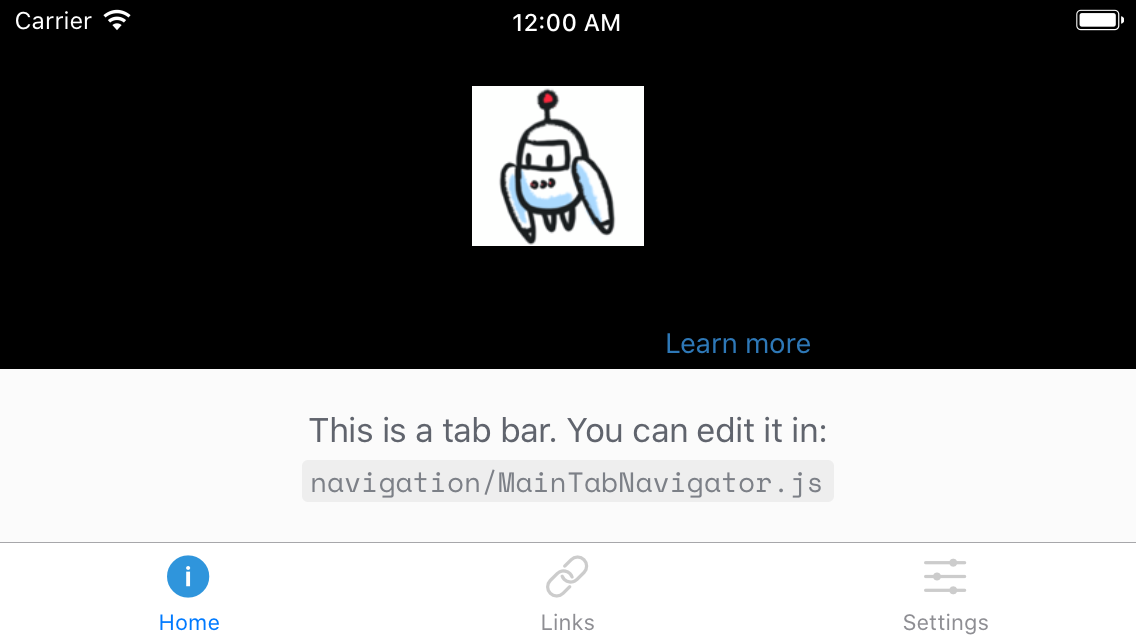 Carrier 12:00 AM
Learn more
This is a tab bar. You can edit it in:
navigation/MainTabNavigator.js
Home Links Settings